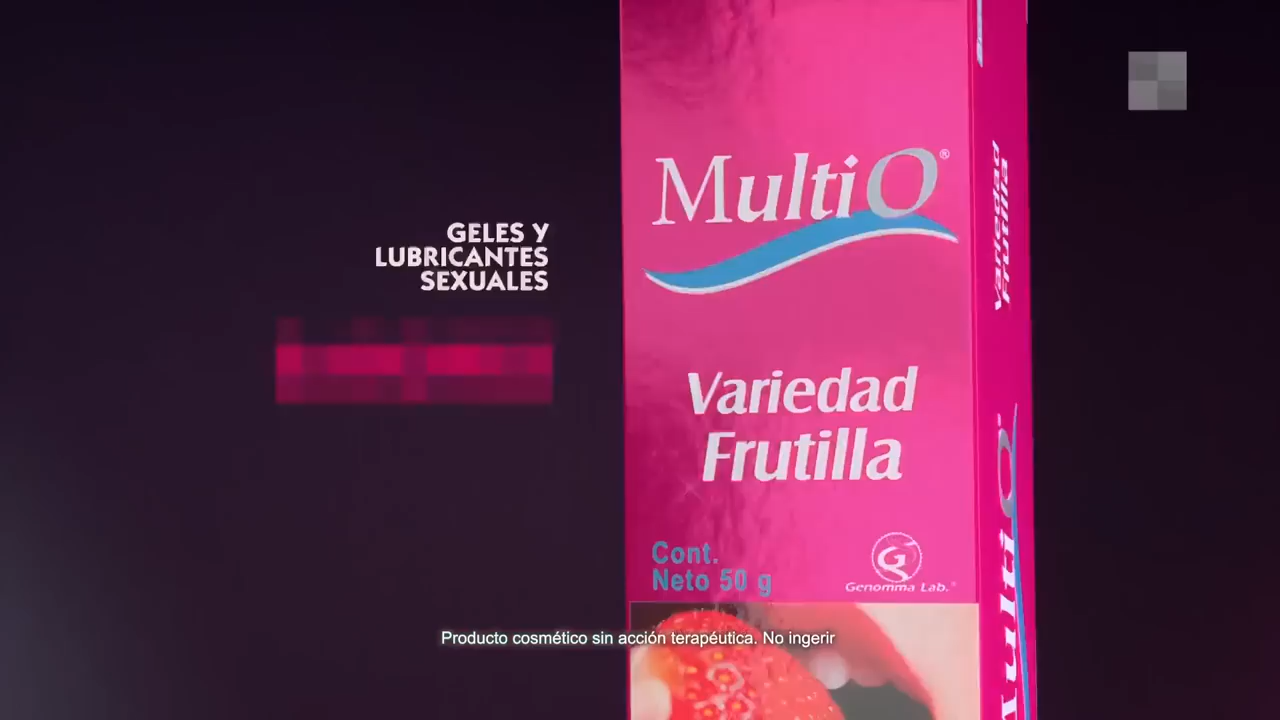 GELES Y
LUBRICANTES
SEXUALES
MultiO®
Variedad
Frutilla
Cont.
Neto 50 g
Genomma Lab.®
Variedad
Frutilla
MultiO
Producto cosmético sin acción terapéutica. No ingerir